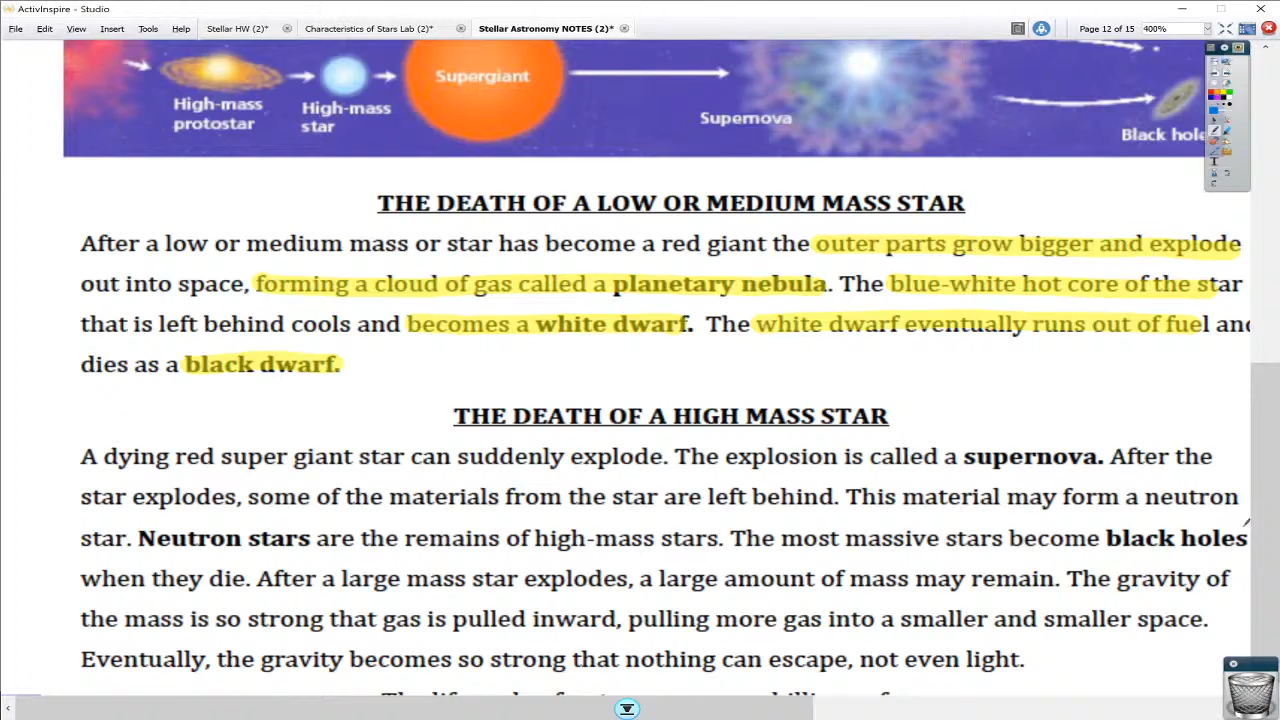 ActivInspire - Studio
File Edit View Insert Tools Help Stellar HW (2)* Characteristics of Stars Lab (2)* Stellar Astronomy NOTES (2)* Page 12 of 15 400%
Supergiant
High-mass
protostar
High-mass
star
Supernova
Black hole
THE DEATH OF A LOW OR MEDIUM MASS STAR
After a low or medium mass or star has become a red giant the outer parts grow bigger and explode
out into space, forming a cloud of gas called a planetary nebula. The blue-white hot core of the star
that is left behind cools and becomes a white dwarf. The white dwarf eventually runs out of fuel and
dies as a black dwarf.
THE DEATH OF A HIGH MASS STAR
A dying red super giant star can suddenly explode. The explosion is called a supernova. After the
star explodes, some of the materials from the star are left behind. This material may form a neutron
star. Neutron stars are the remains of high-mass stars. The most massive stars become black holes
when they die. After a large mass star explodes, a large amount of mass may remain. The gravity of
the mass is so strong that gas is pulled inward, pulling more gas into a smaller and smaller space.
Eventually, the gravity becomes so strong that nothing can escape, not even light.